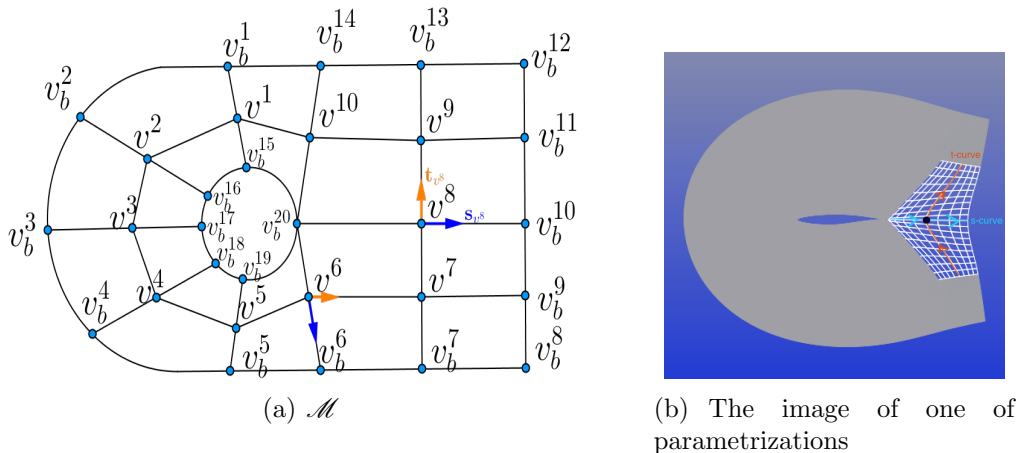 v_b^1 v_b^14 v_b^13 v_b^12
v_b^2 v^1 v^10 v^9 v_b^11
v^2 v_b^15
v_b^16 t_{v^8}
v_b^3 v^3 v_b^17 v_b^20 v^8 s_{v^8} v_b^10
v_b^18
v_b^19
v_b^4 v^4 v^5 v^6 v^7 v_b^9
v_b^5 v_b^6 v_b^7 v_b^8
(a) ℳ
t-curve
s-curve
(b) The image of one of
parametrizations